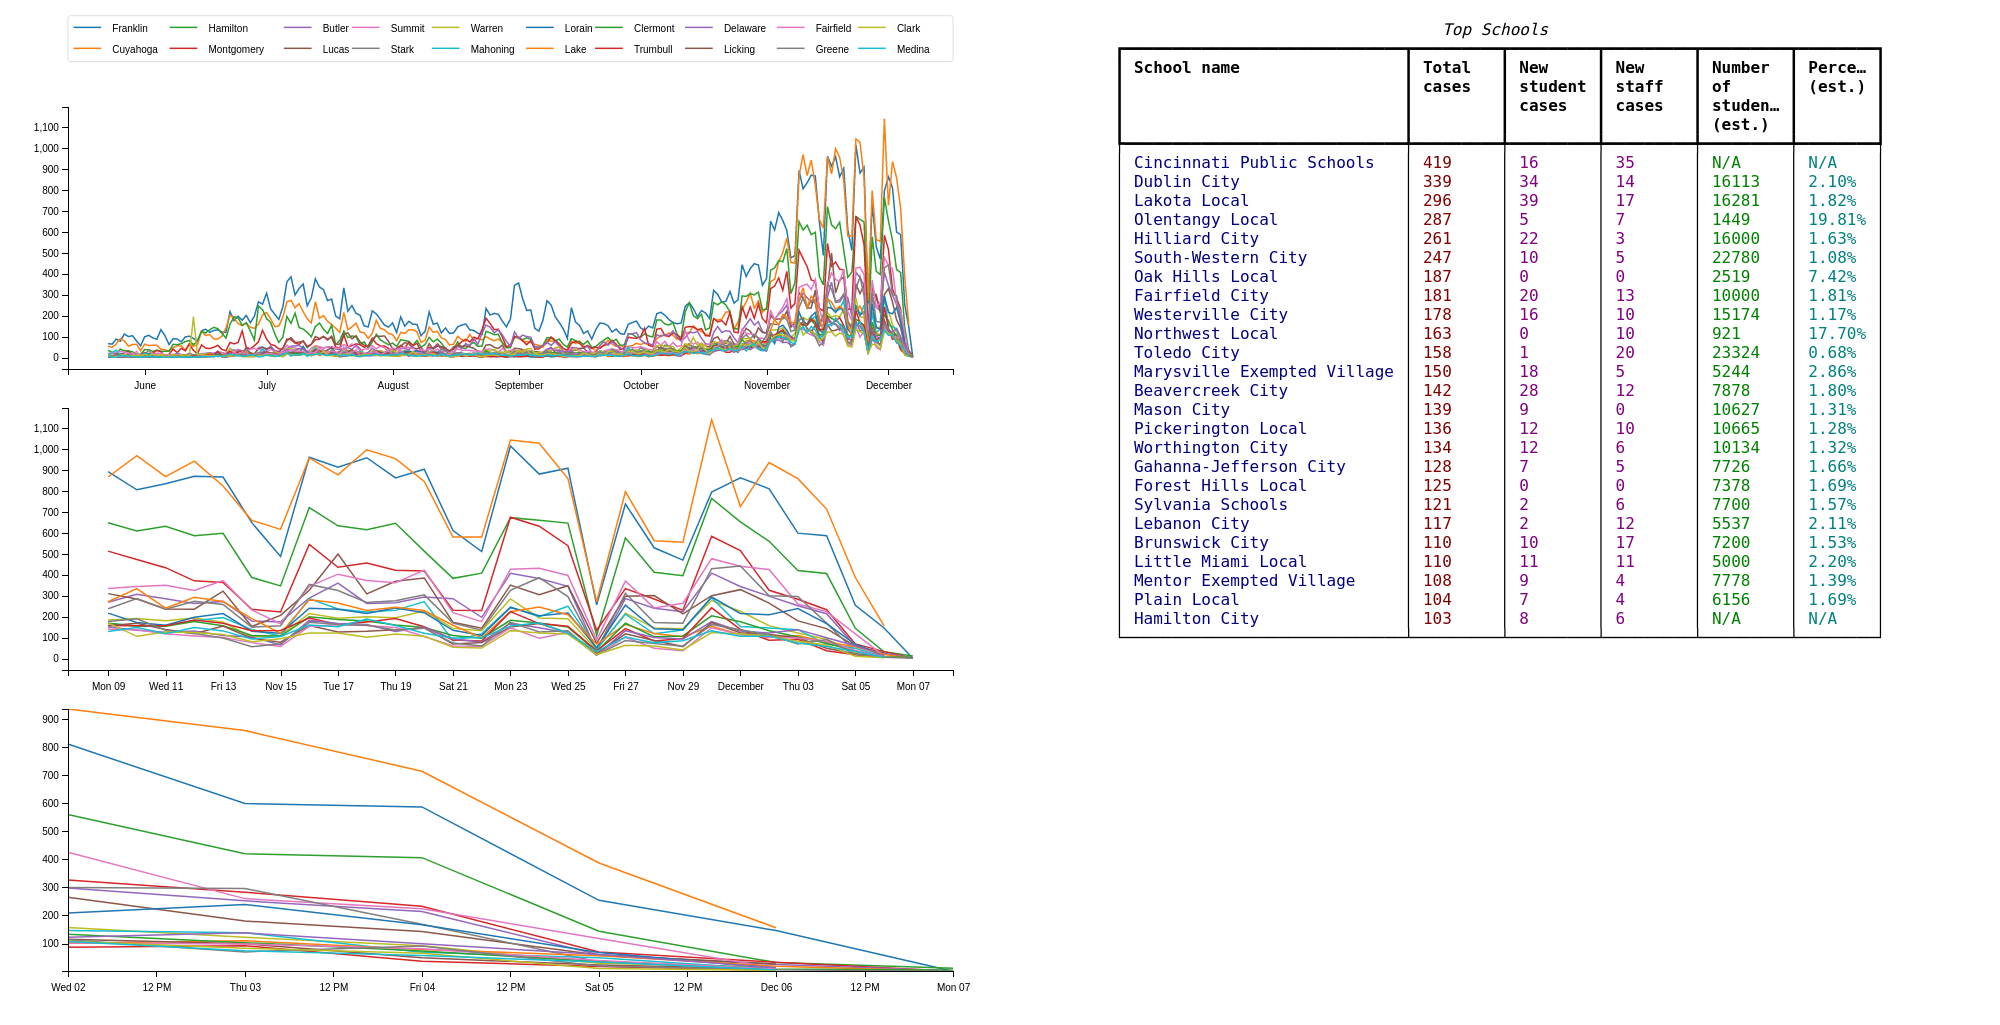 Franklin Hamilton Butler Summit Warren Lorain Clermont Delaware Fairfield Clark
Cuyahoga Montgomery Lucas Stark Mahoning Lake Trumbull Licking Greene Medina
1,100
1,000
900
800
700
600
500
400
300
200
100
0
June July August September October November December
1,100
1,000
900
800
700
600
500
400
300
200
100
0
Mon 09 Wed 11 Fri 13 Nov 15 Tue 17 Thu 19 Sat 21 Mon 23 Wed 25 Fri 27 Nov 29 December Thu 03 Sat 05 Mon 07
900
800
700
600
500
400
300
200
100
Wed 02 12 PM Thu 03 12 PM Fri 04 12 PM Sat 05 12 PM Dec 06 12 PM Mon 07
Top Schools
School name Total New New Number Perce…
cases student staff of (est.)
cases cases studen…
(est.)
Cincinnati Public Schools 419 16 35 N/A N/A
Dublin City 339 34 14 16113 2.10%
Lakota Local 296 39 17 16281 1.82%
Olentangy Local 287 5 7 1449 19.81%
Hilliard City 261 22 3 16000 1.63%
South-Western City 247 10 5 22780 1.08%
Oak Hills Local 187 0 0 2519 7.42%
Fairfield City 181 20 13 10000 1.81%
Westerville City 178 16 10 15174 1.17%
Northwest Local 163 0 10 921 17.70%
Toledo City 158 1 20 23324 0.68%
Marysville Exempted Village 150 18 5 5244 2.86%
Beavercreek City 142 28 12 7878 1.80%
Mason City 139 9 0 10627 1.31%
Pickerington Local 136 12 10 10665 1.28%
Worthington City 134 12 6 10134 1.32%
Gahanna-Jefferson City 128 7 5 7726 1.66%
Forest Hills Local 125 0 0 7378 1.69%
Sylvania Schools 121 2 6 7700 1.57%
Lebanon City 117 2 12 5537 2.11%
Brunswick City 110 10 17 7200 1.53%
Little Miami Local 110 11 11 5000 2.20%
Mentor Exempted Village 108 9 4 7778 1.39%
Plain Local 104 7 4 6156 1.69%
Hamilton City 103 8 6 N/A N/A